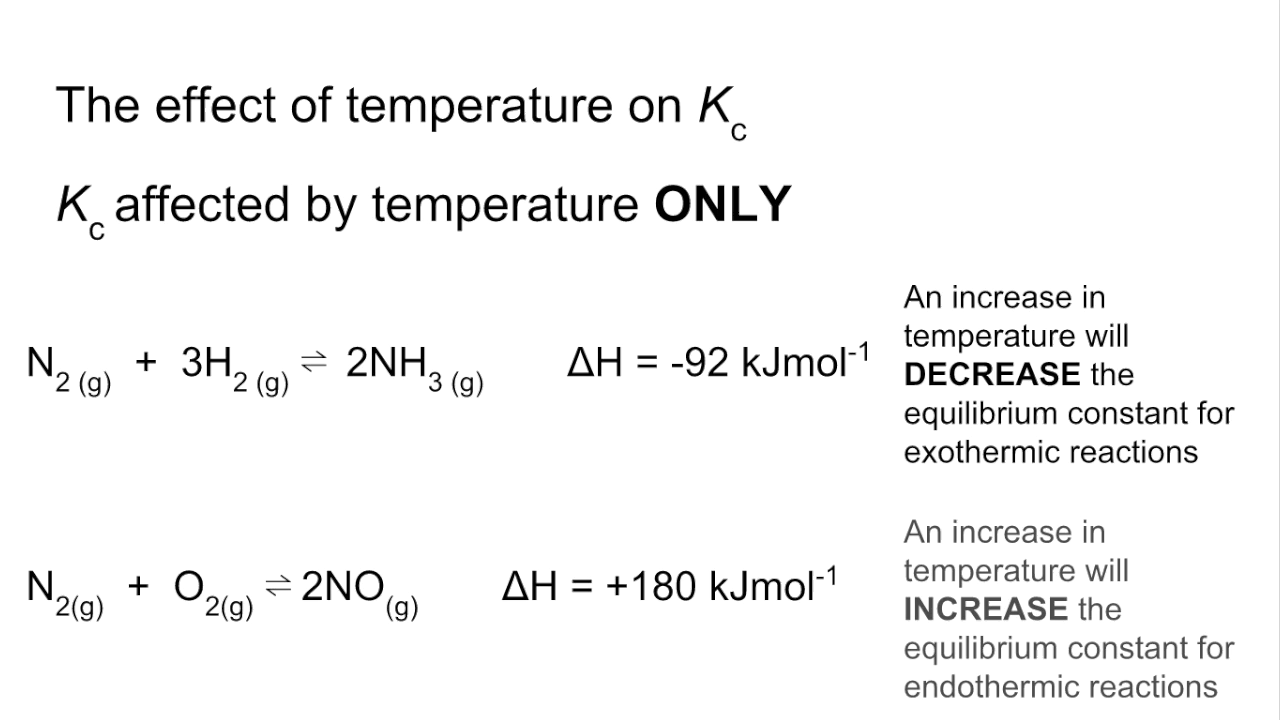 The effect of temperature on K꜀
K꜀ affected by temperature ONLY
N₂ (g) + 3H₂ (g) ⇌ 2NH₃ (g) ΔH = -92 kJmol⁻¹
An increase in
temperature will
DECREASE the
equilibrium constant for
exothermic reactions
N₂(g) + O₂(g) ⇌ 2NO(g) ΔH = +180 kJmol⁻¹
An increase in
temperature will
INCREASE the
equilibrium constant for
endothermic reactions